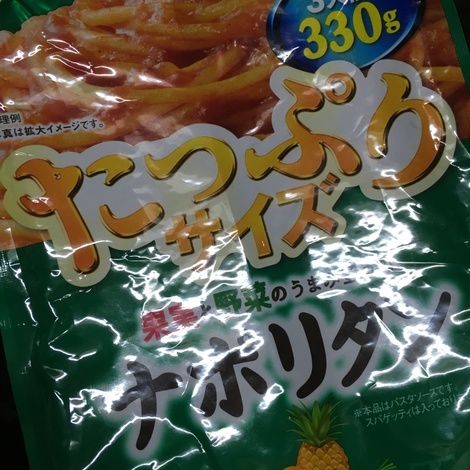 330g
理例
真は拡大イメージです。
たっぷり
サイズ
果実と野菜のうまみ
ナポリタン
※本品はパスタソースです
スパゲッティは入っており